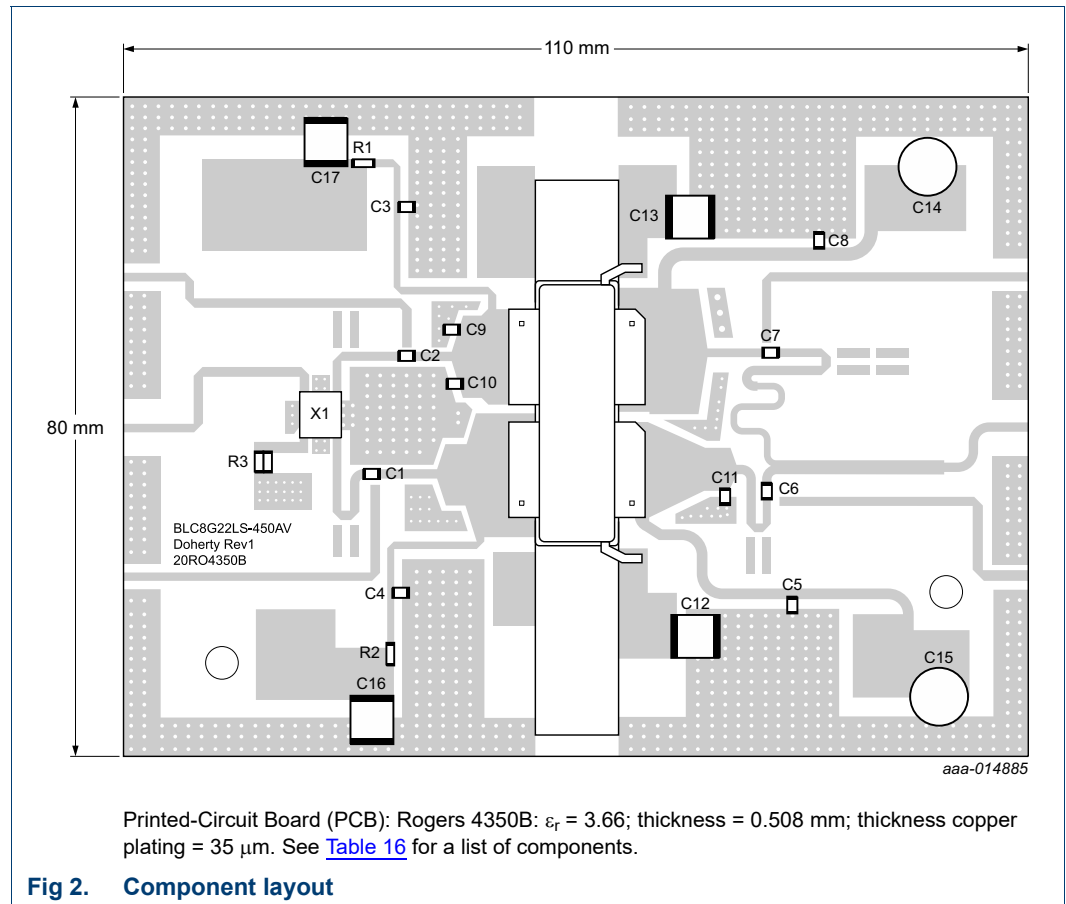 110 mm
80 mm
C17
R1
C3
C13
C14
C8
C9
C2
C10
C7
X1
R3
C1
C11
C6
BLC8G22LS-450AV
Doherty Rev1
20RO4350B
C4
C5
R2
C12
C16
C15
aaa-014885
Printed-Circuit Board (PCB): Rogers 4350B: εr = 3.66; thickness = 0.508 mm; thickness copper
plating = 35 μm. See Table 16 for a list of components.
Fig 2. Component layout